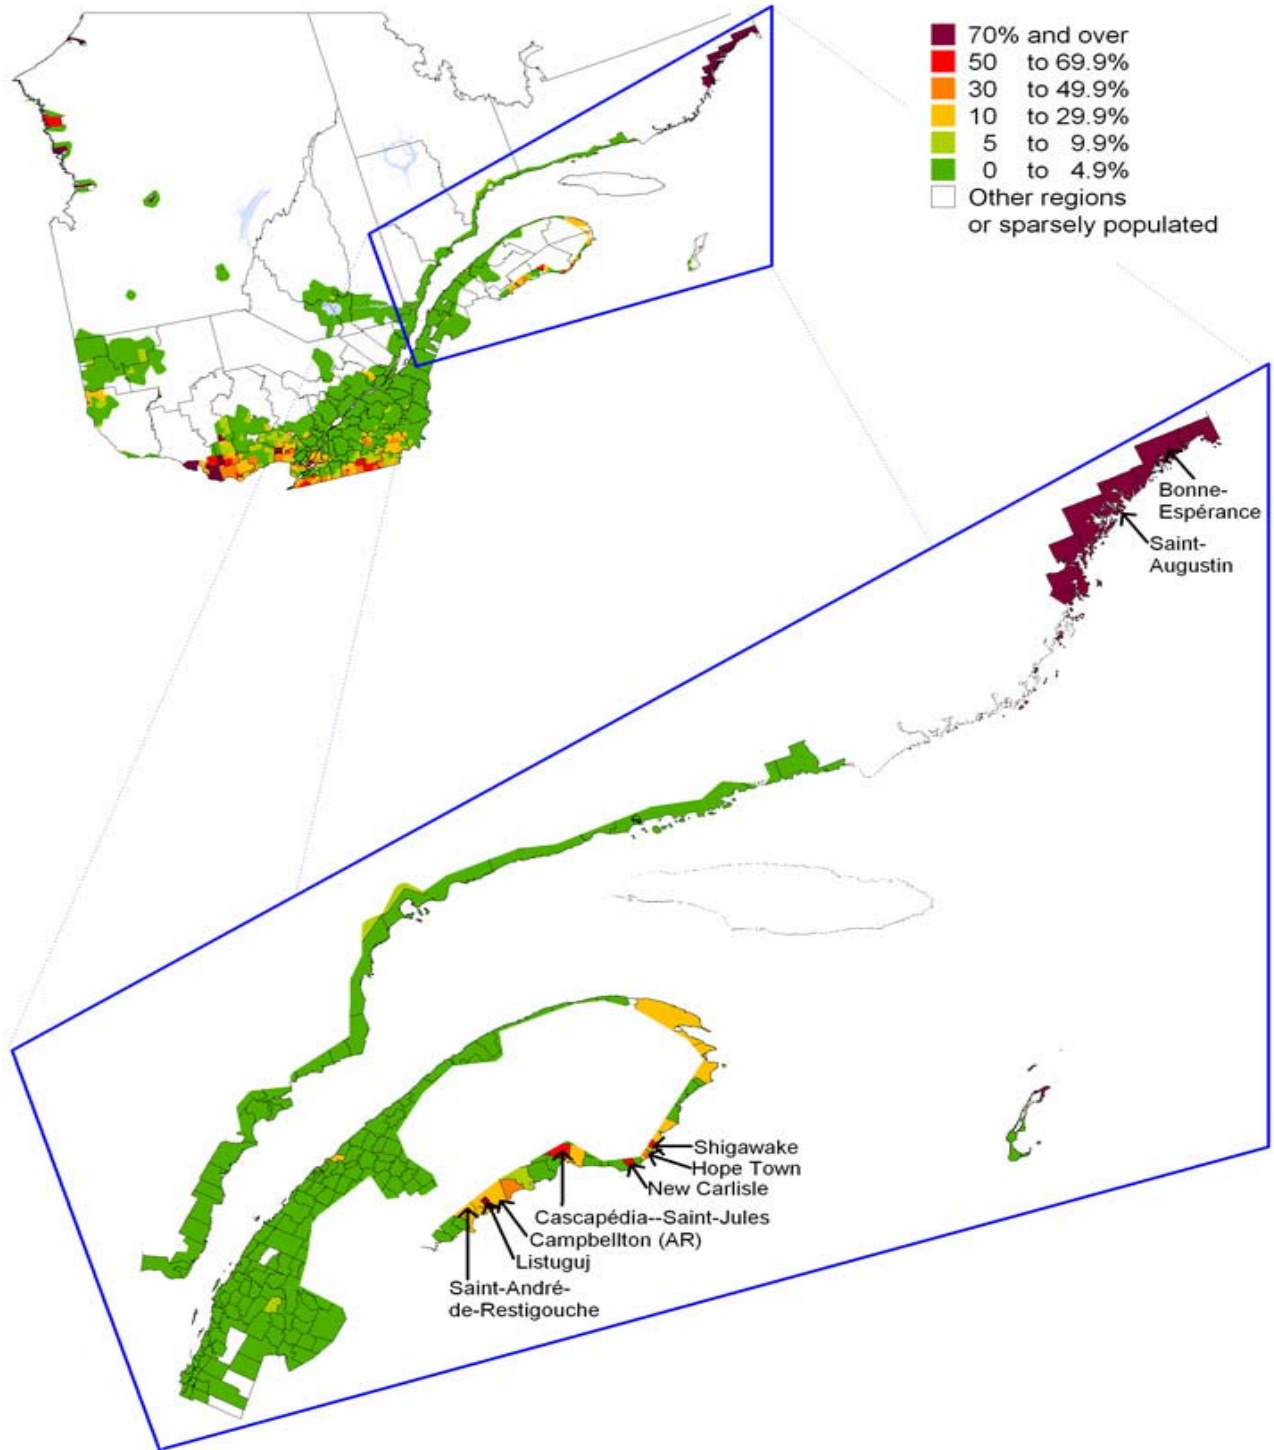 70% and over
50 to 69.9%
30 to 49.9%
10 to 29.9%
5 to 9.9%
0 to 4.9%
Other regions
or sparsely populated
Bonne-
Espérance
Saint-
Augustin
Shigawake
Hope Town
New Carlisle
Cascapédia--Saint-Jules
Campbellton (AR)
Listuguj
Saint-André-
de-Restigouche